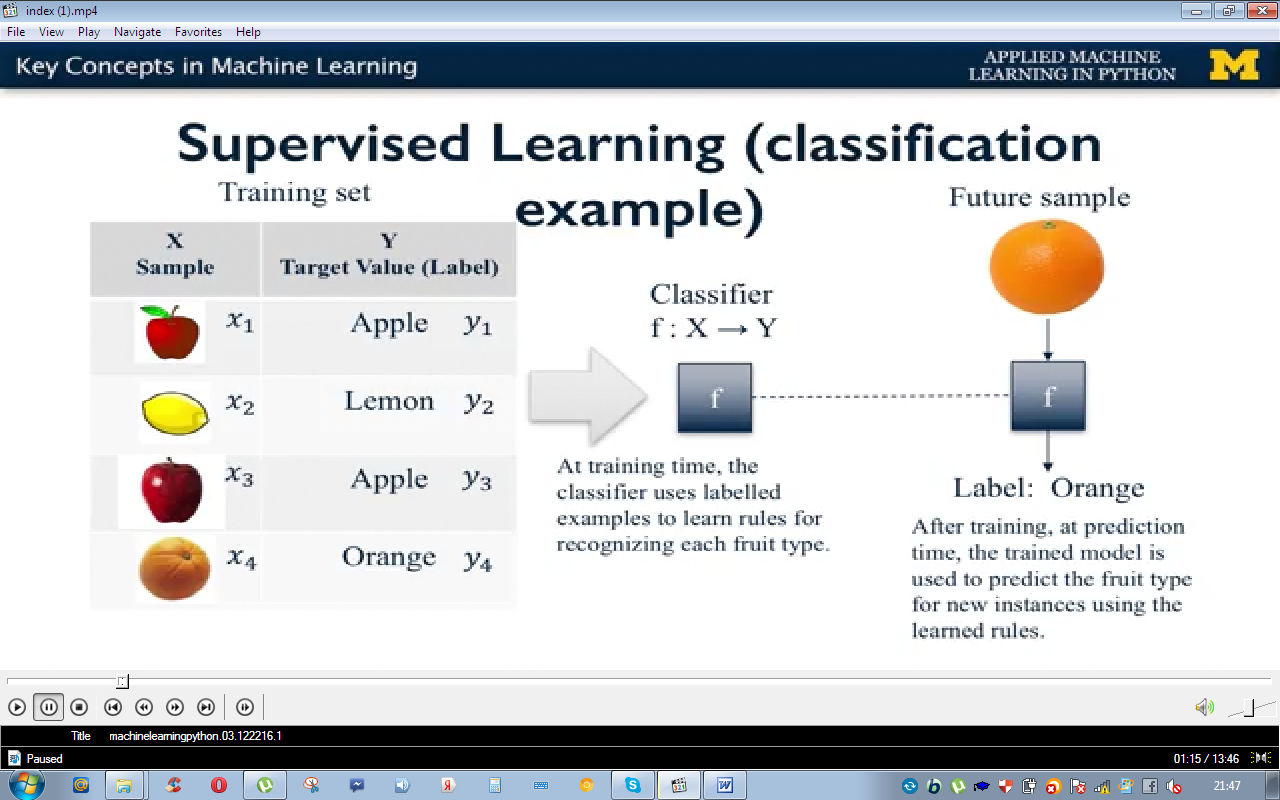 index (1).mp4
File View Play Navigate Favorites Help
Key Concepts in Machine Learning
APPLIED MACHINE
LEARNING IN PYTHON
M
Supervised Learning (classification
example)
Training set
X
Sample
Y
Target Value (Label)
x1 Apple y1
x2 Lemon y2
x3 Apple y3
x4 Orange y4
Classifier
f : X → Y
f
At training time, the
classifier uses labelled
examples to learn rules for
recognizing each fruit type.
Future sample
f
Label: Orange
After training, at prediction
time, the trained model is
used to predict the fruit type
for new instances using the
learned rules.
Title machinelearningpython.03.122216.1
Paused
01:15 / 13:46
21:47